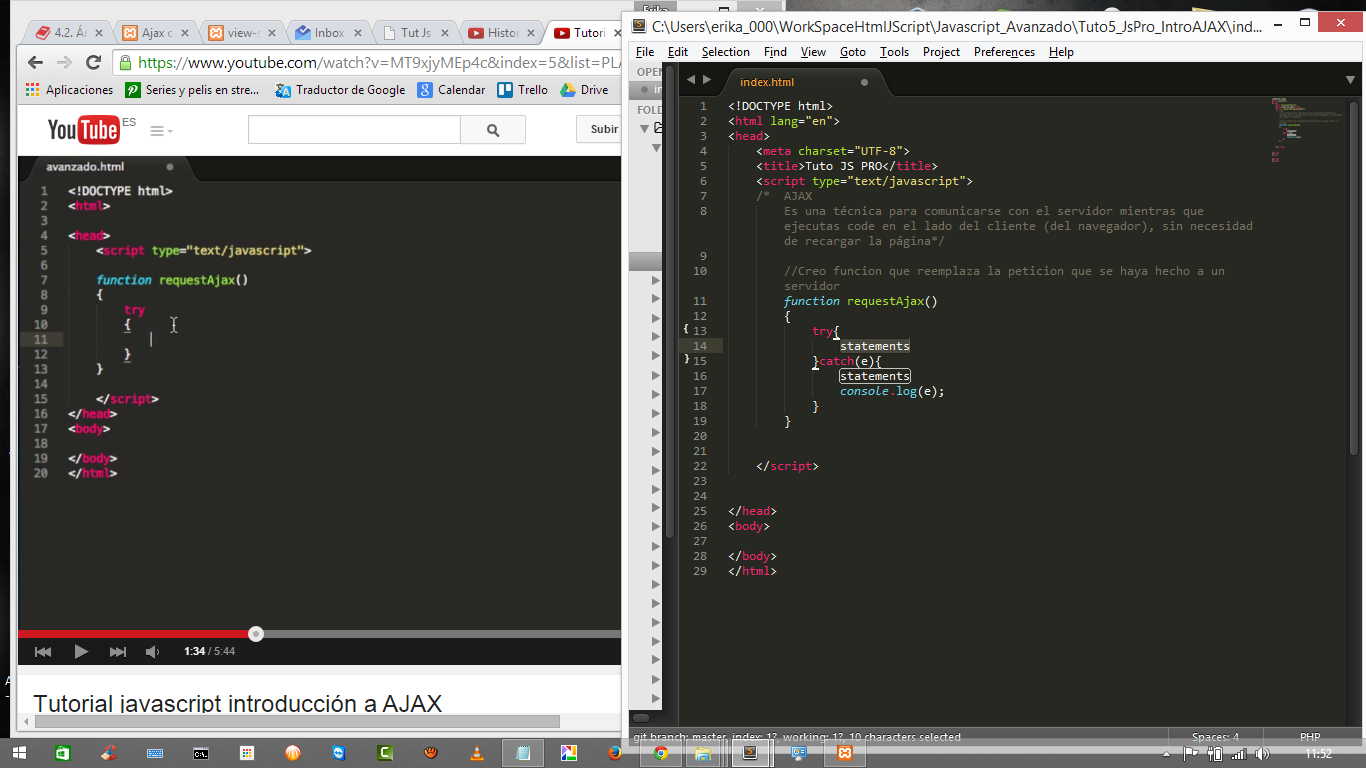 Erika
4.2. Á
Ajax c
view-s
Inbox
Tut Js
Histor
Tutori
https://www.youtube.com/watch?v=MT9xjyMEp4c&index=5&list=PL
Aplicaciones
Series y pelis en stre...
Traductor de Google
Calendar
Trello
Drive
YouTube ES
Subir
avanzado.html
1 <!DOCTYPE html>
2 <html>
3
4 <head>
5 <script type="text/javascript">
6
7 function requestAjax()
8 {
9 try
10 {
11
12 }
13 }
14
15 </script>
16 </head>
17 <body>
18
19 </body>
20 </html>
1:34 / 5:44
Tutorial javascript introducción a AJAX
C:\Users\erika_000\WorkSpaceHtmlJScript\Javascript_Avanzado\Tuto5_JsPro_IntroAJAX\ind...
File Edit Selection Find View Goto Tools Project Preferences Help
OPEN
in
FOLD
index.html
1 <!DOCTYPE html>
2 <html lang="en">
3 <head>
4 <meta charset="UTF-8">
5 <title>Tuto JS PRO</title>
6 <script type="text/javascript">
7 /* AJAX
8 Es una técnica para comunicarse con el servidor mientras que
ejecutas code en el lado del cliente (del navegador), sin necesidad
de recargar la página*/
9
10 //Creo funcion que reemplaza la peticion que se haya hecho a un
servidor
11 function requestAjax()
12 {
{ 13 try{
14 statements
} 15 }catch(e){
16 statements
17 console.log(e);
18 }
19 }
20
21
22 </script>
23
24
25 </head>
26 <body>
27
28 </body>
29 </html>
git branch: master, index: 1?, working: 1?, 10 characters selected
Spaces: 4
PHP
11:52